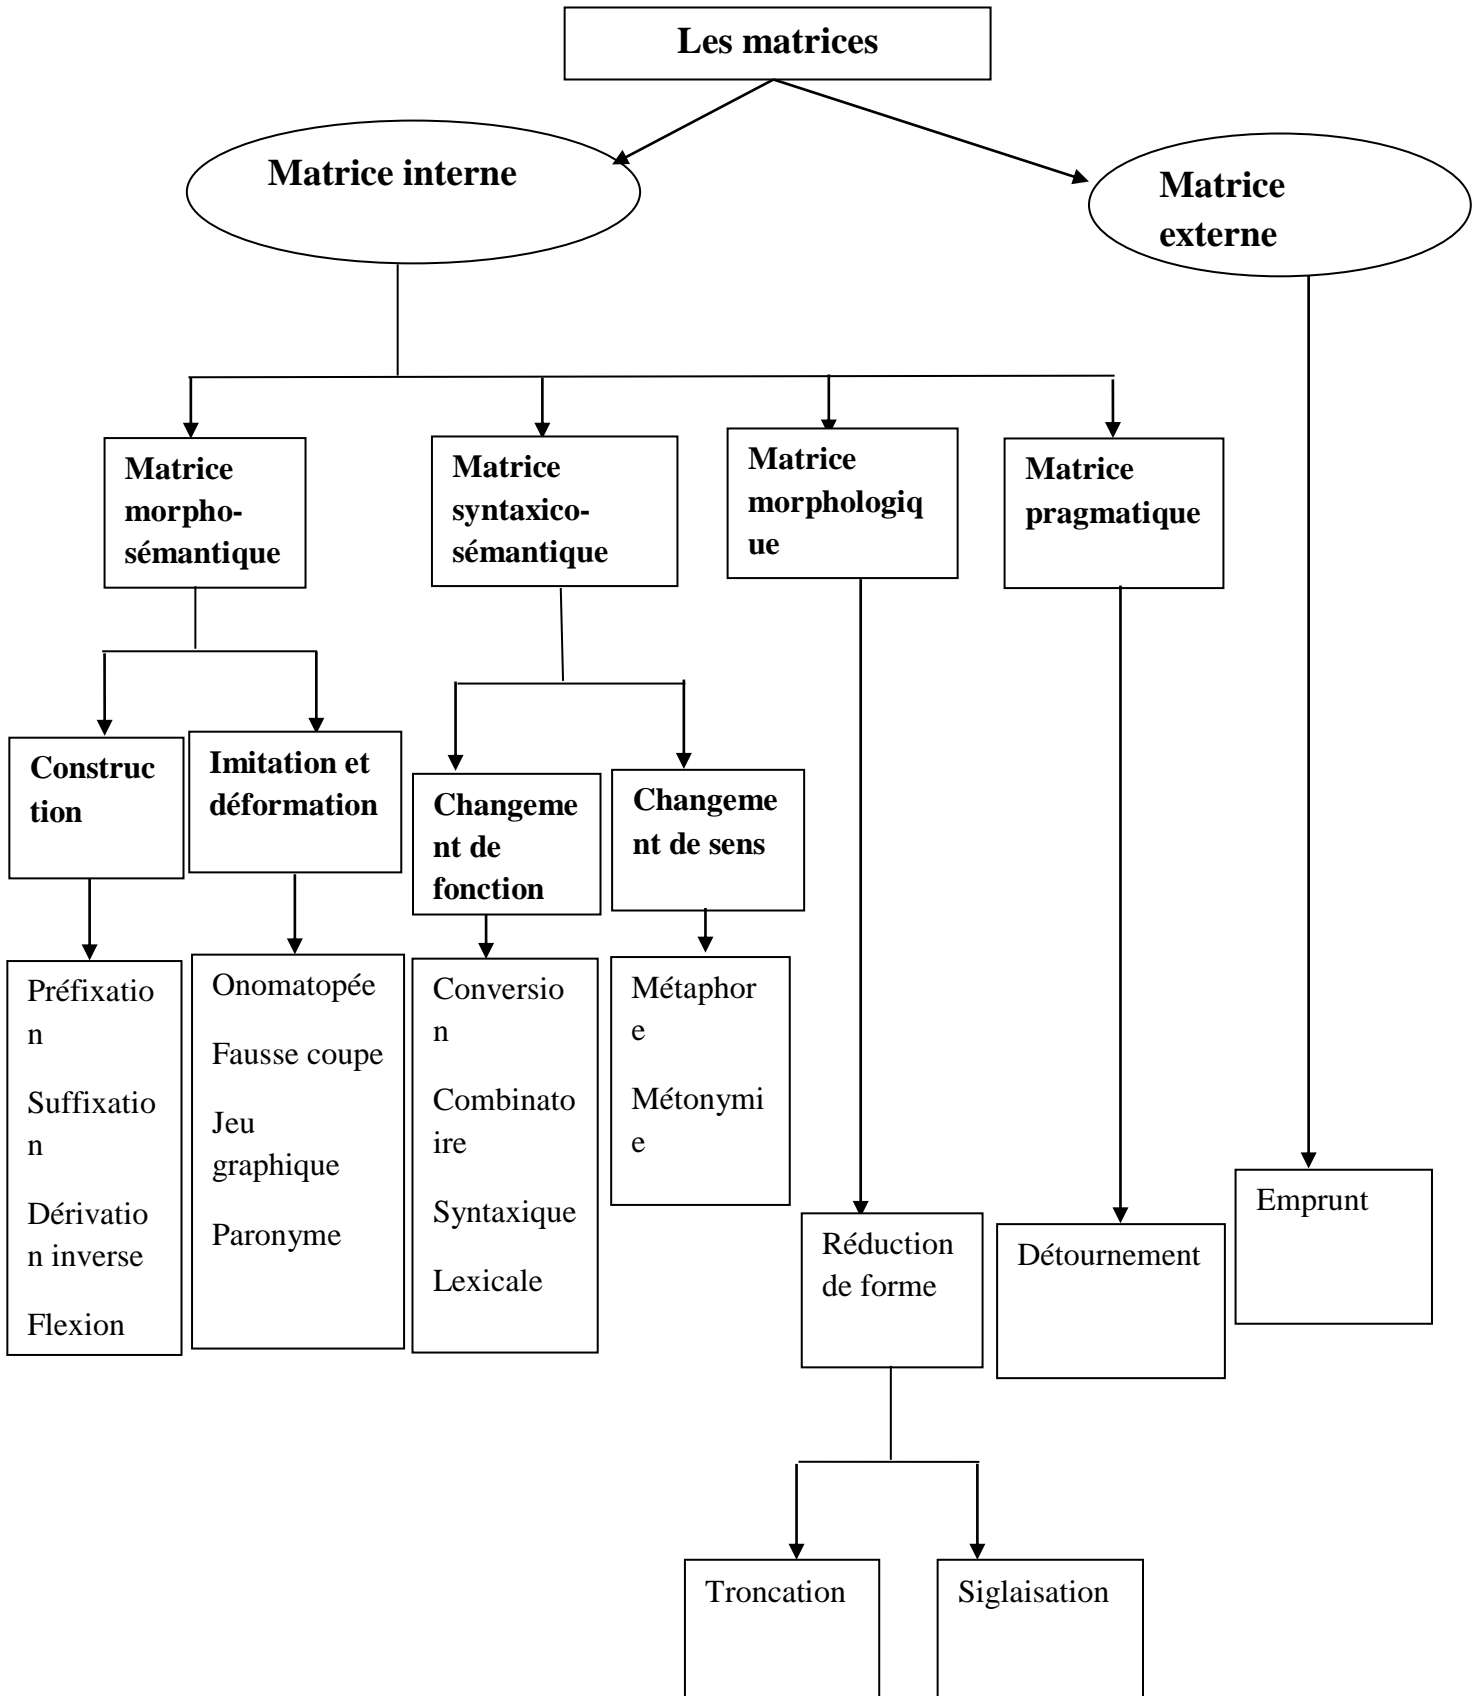 Les matrices
Matrice interne
Matrice
externe
Matrice
morpho-
sémantique
Matrice
syntaxico-
sémantique
Matrice
morphologiq
ue
Matrice
pragmatique
Construc
tion
Imitation et
déformation
Changeme
nt de
fonction
Changeme
nt de sens
Préfixatio
n
Suffixatio
n
Dérivatio
n inverse
Flexion
Onomatopée
Fausse coupe
Jeu
graphique
Paronyme
Conversio
n
Combinato
ire
Syntaxique
Lexicale
Métaphor
e
Métonymi
e
Réduction
de forme
Détournement
Emprunt
Troncation
Siglaisation